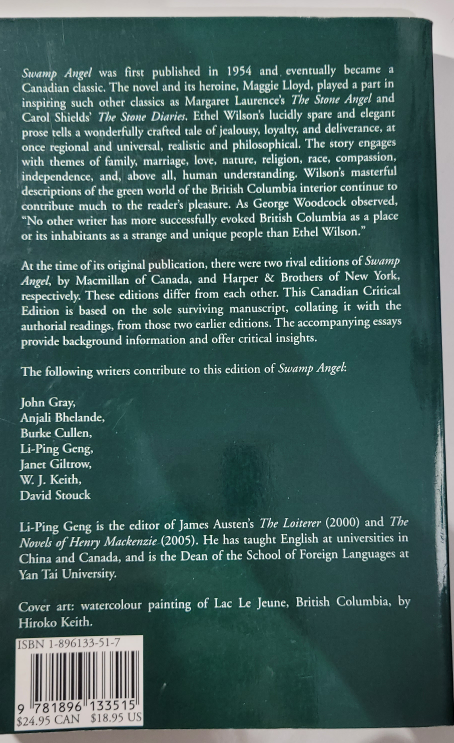 Swamp Angel was first published in 1954 and eventually became a
Canadian classic. The novel and its heroine, Maggie Lloyd, played a part in
inspiring such other classics as Margaret Laurence's The Stone Angel and
Carol Shields' The Stone Diaries. Ethel Wilson's lucidly spare and elegant
prose tells a wonderfully crafted tale of jealousy, loyalty, and deliverance, at
once regional and universal, realistic and philosophical. The story engages
with themes of family, marriage, love, nature, religion, race, compassion,
independence, and, above all, human understanding. Wilson's masterful
descriptions of the green world of the British Columbia interior continue to
contribute much to the reader's pleasure. As George Woodcock observed,
“No other writer has more successfully evoked British Columbia as a place
or its inhabitants as a strange and unique people than Ethel Wilson.”
At the time of its original publication, there were two rival editions of Swamp
Angel, by Macmillan of Canada, and Harper & Brothers of New York,
respectively. These editions differ from each other. This Canadian Critical
Edition is based on the sole surviving manuscript, collating it with the
authorial readings, from those two earlier editions. The accompanying essays
provide background information and offer critical insights.
The following writers contribute to this edition of Swamp Angel:
John Gray,
Anjali Bhelande,
Burke Cullen,
Li-Ping Geng,
Janet Giltrow,
W. J. Keith,
David Stouck
Li-Ping Geng is the editor of James Austen's The Loiterer (2000) and The
Novels of Henry Mackenzie (2005). He has taught English at universities in
China and Canada, and is the Dean of the School of Foreign Languages at
Yan Tai University.
Cover art: watercolour painting of Lac Le Jeune, British Columbia, by
Hiroko Keith.
ISBN 1-896133-51-7
9 781896 133515
$24.95 CAN $18.95 US